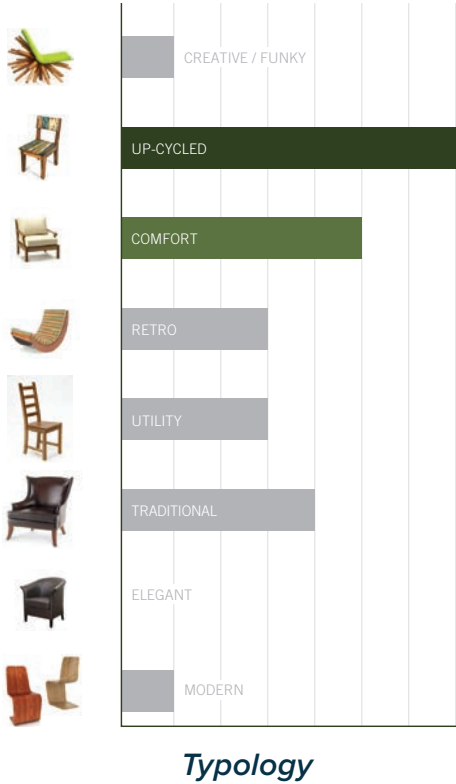 CREATIVE / FUNKY
UP-CYCLED
COMFORT
RETRO
UTILITY
TRADITIONAL
ELEGANT
MODERN
Typology